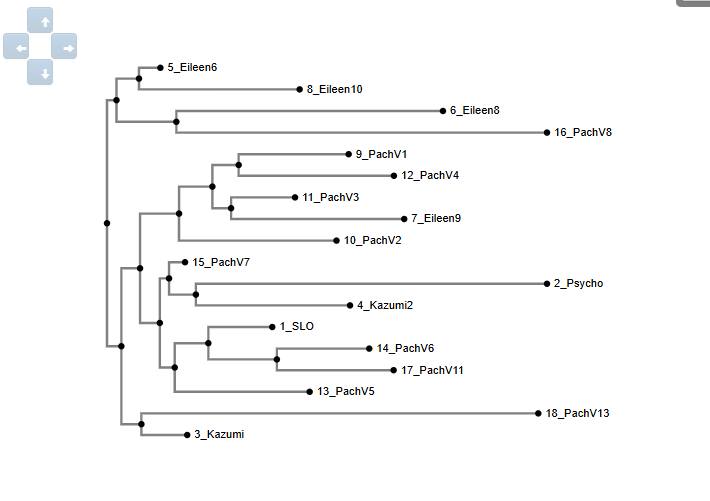 5_Eileen6
8_Eileen10
6_Eileen8
16_PachV8
9_PachV1
12_PachV4
11_PachV3
7_Eileen9
10_PachV2
15_PachV7
2_Psycho
4_Kazumi2
1_SLO
14_PachV6
17_PachV11
13_PachV5
18_PachV13
3_Kazumi